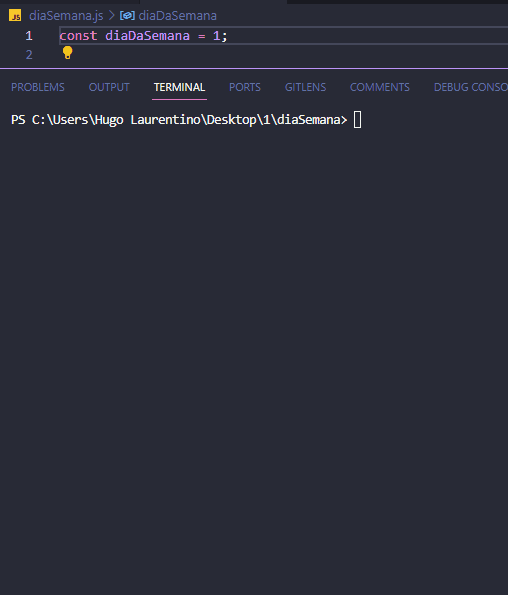 JS diaSemana.js > diaDaSemana
1 const diaDaSemana = 1;
2
PROBLEMS OUTPUT TERMINAL PORTS GITLENS COMMENTS DEBUG CONSO
PS C:\Users\Hugo Laurentino\Desktop\1\diaSemana>